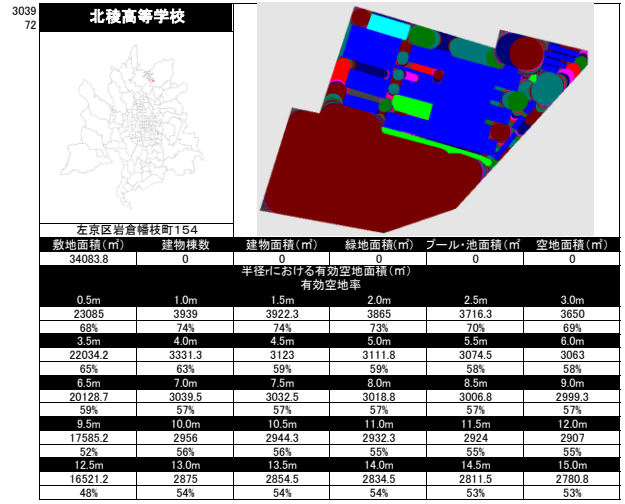 3039
72
北稜高等学校
左京区岩倉幡枝町154
敷地面積(㎡) 建物棟数 建物面積(㎡) 緑地面積(㎡) プール・池面積(㎡ 空地面積(㎡)
34083.8 0 0 0 0 0
半径rにおける有効空地面積(㎡)
有効空地率
0.5m 1.0m 1.5m 2.0m 2.5m 3.0m
23085 3939 3922.3 3865 3716.3 3650
68% 74% 74% 73% 70% 69%
3.5m 4.0m 4.5m 5.0m 5.5m 6.0m
22034.2 3331.3 3123 3111.8 3074.5 3063
65% 63% 59% 59% 58% 58%
6.5m 7.0m 7.5m 8.0m 8.5m 9.0m
20128.7 3039.5 3032.5 3018.8 3006.8 2999.3
59% 57% 57% 57% 57% 57%
9.5m 10.0m 10.5m 11.0m 11.5m 12.0m
17585.2 2956 2944.3 2932.3 2924 2907
52% 56% 56% 55% 55% 55%
12.5m 13.0m 13.5m 14.0m 14.5m 15.0m
16521.2 2875 2854.5 2834.5 2811.5 2780.8
48% 54% 54% 54% 53% 53%